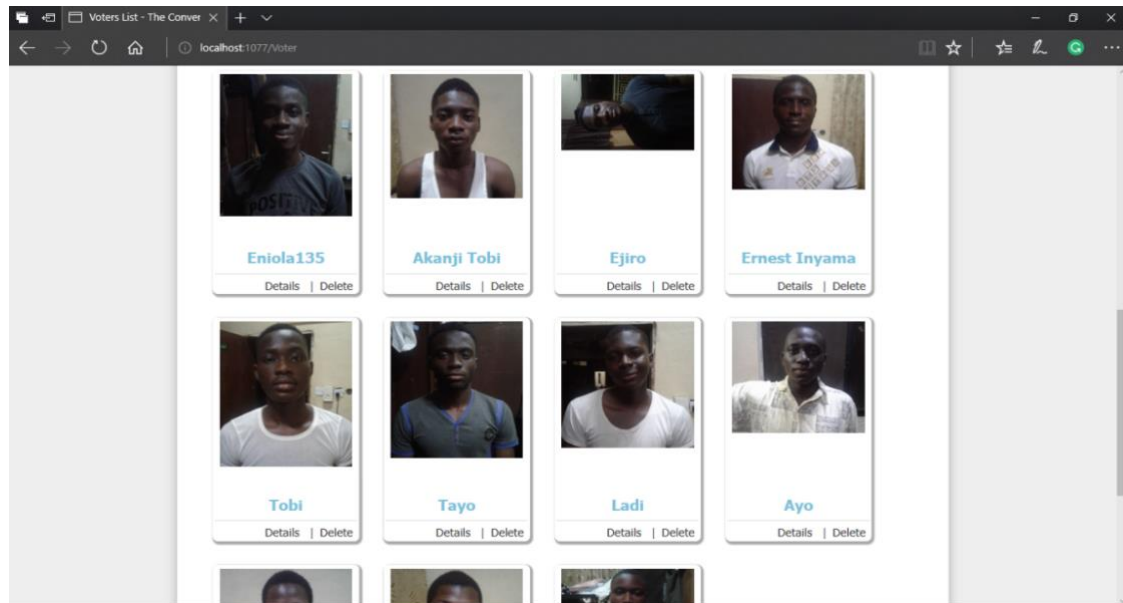 Voters List - The Conver
localhost:1077/Voter
POSITIVE
Eniola135 Akanji Tobi Ejiro Ernest Inyama
Details | Delete Details | Delete Details | Delete Details | Delete
Tobi Tayo Ladi Ayo
Details | Delete Details | Delete Details | Delete Details | Delete